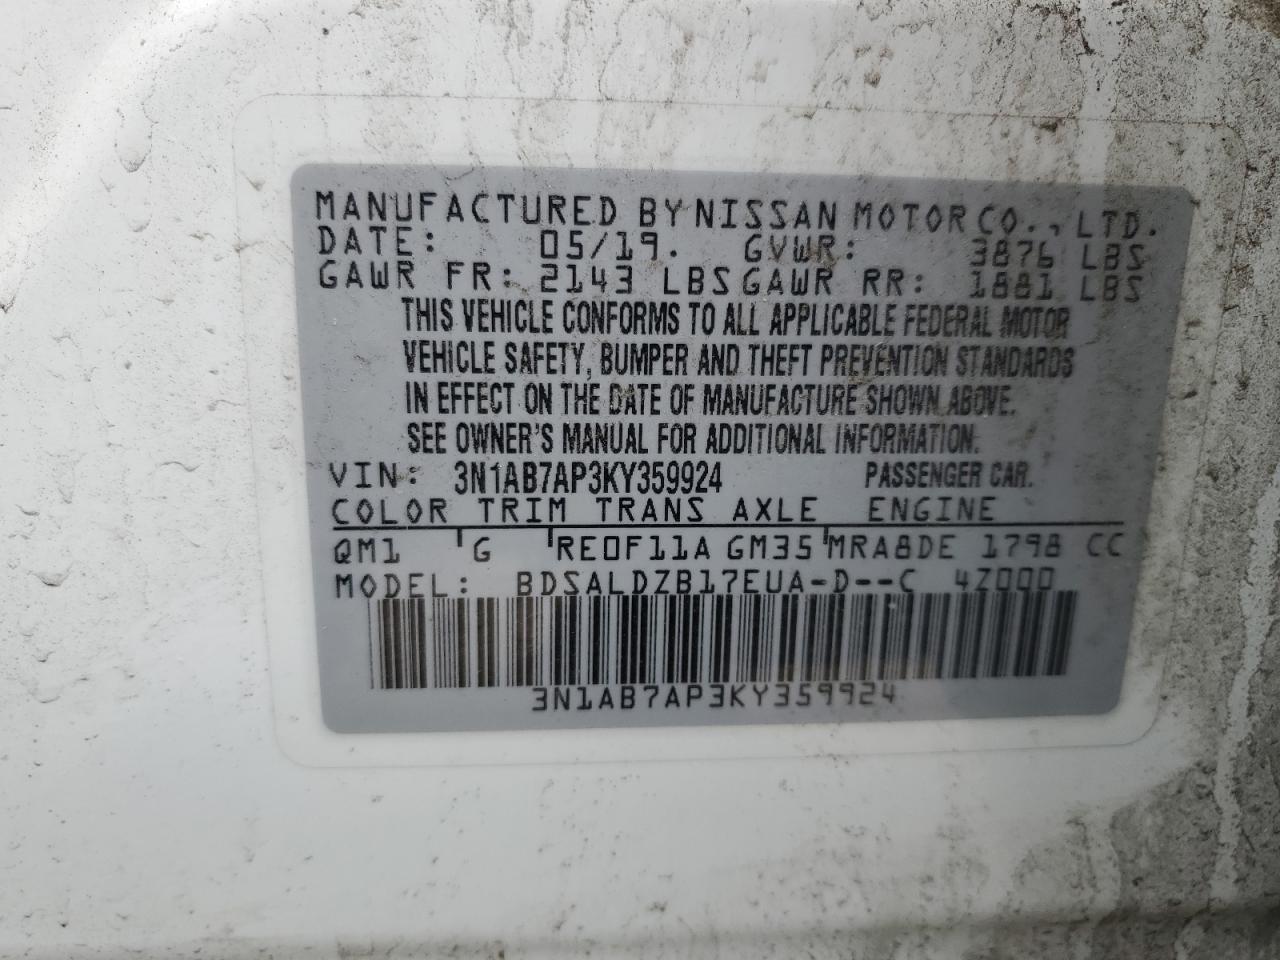 MANUFACTURED BY NISSAN MOTOR CO., LTD.
DATE: 05/19. GVWR: 3876 LBS
GAWR FR: 2143 LBS GAWR RR: 1881 LBS
THIS VEHICLE CONFORMS TO ALL APPLICABLE FEDERAL MOTOR
VEHICLE SAFETY, BUMPER AND THEFT PREVENTION STANDARDS
IN EFFECT ON THE DATE OF MANUFACTURE SHOWN ABOVE.
SEE OWNER'S MANUAL FOR ADDITIONAL INFORMATION.
VIN: 3N1AB7AP3KY359924 PASSENGER CAR.
COLOR TRIM TRANS AXLE ENGINE
QM1 G RE0F11A GM35 MRA8DE 1798 CC
MODEL: BDSALDZB17EUA-D--C 4Z000
3N1AB7AP3KY359924